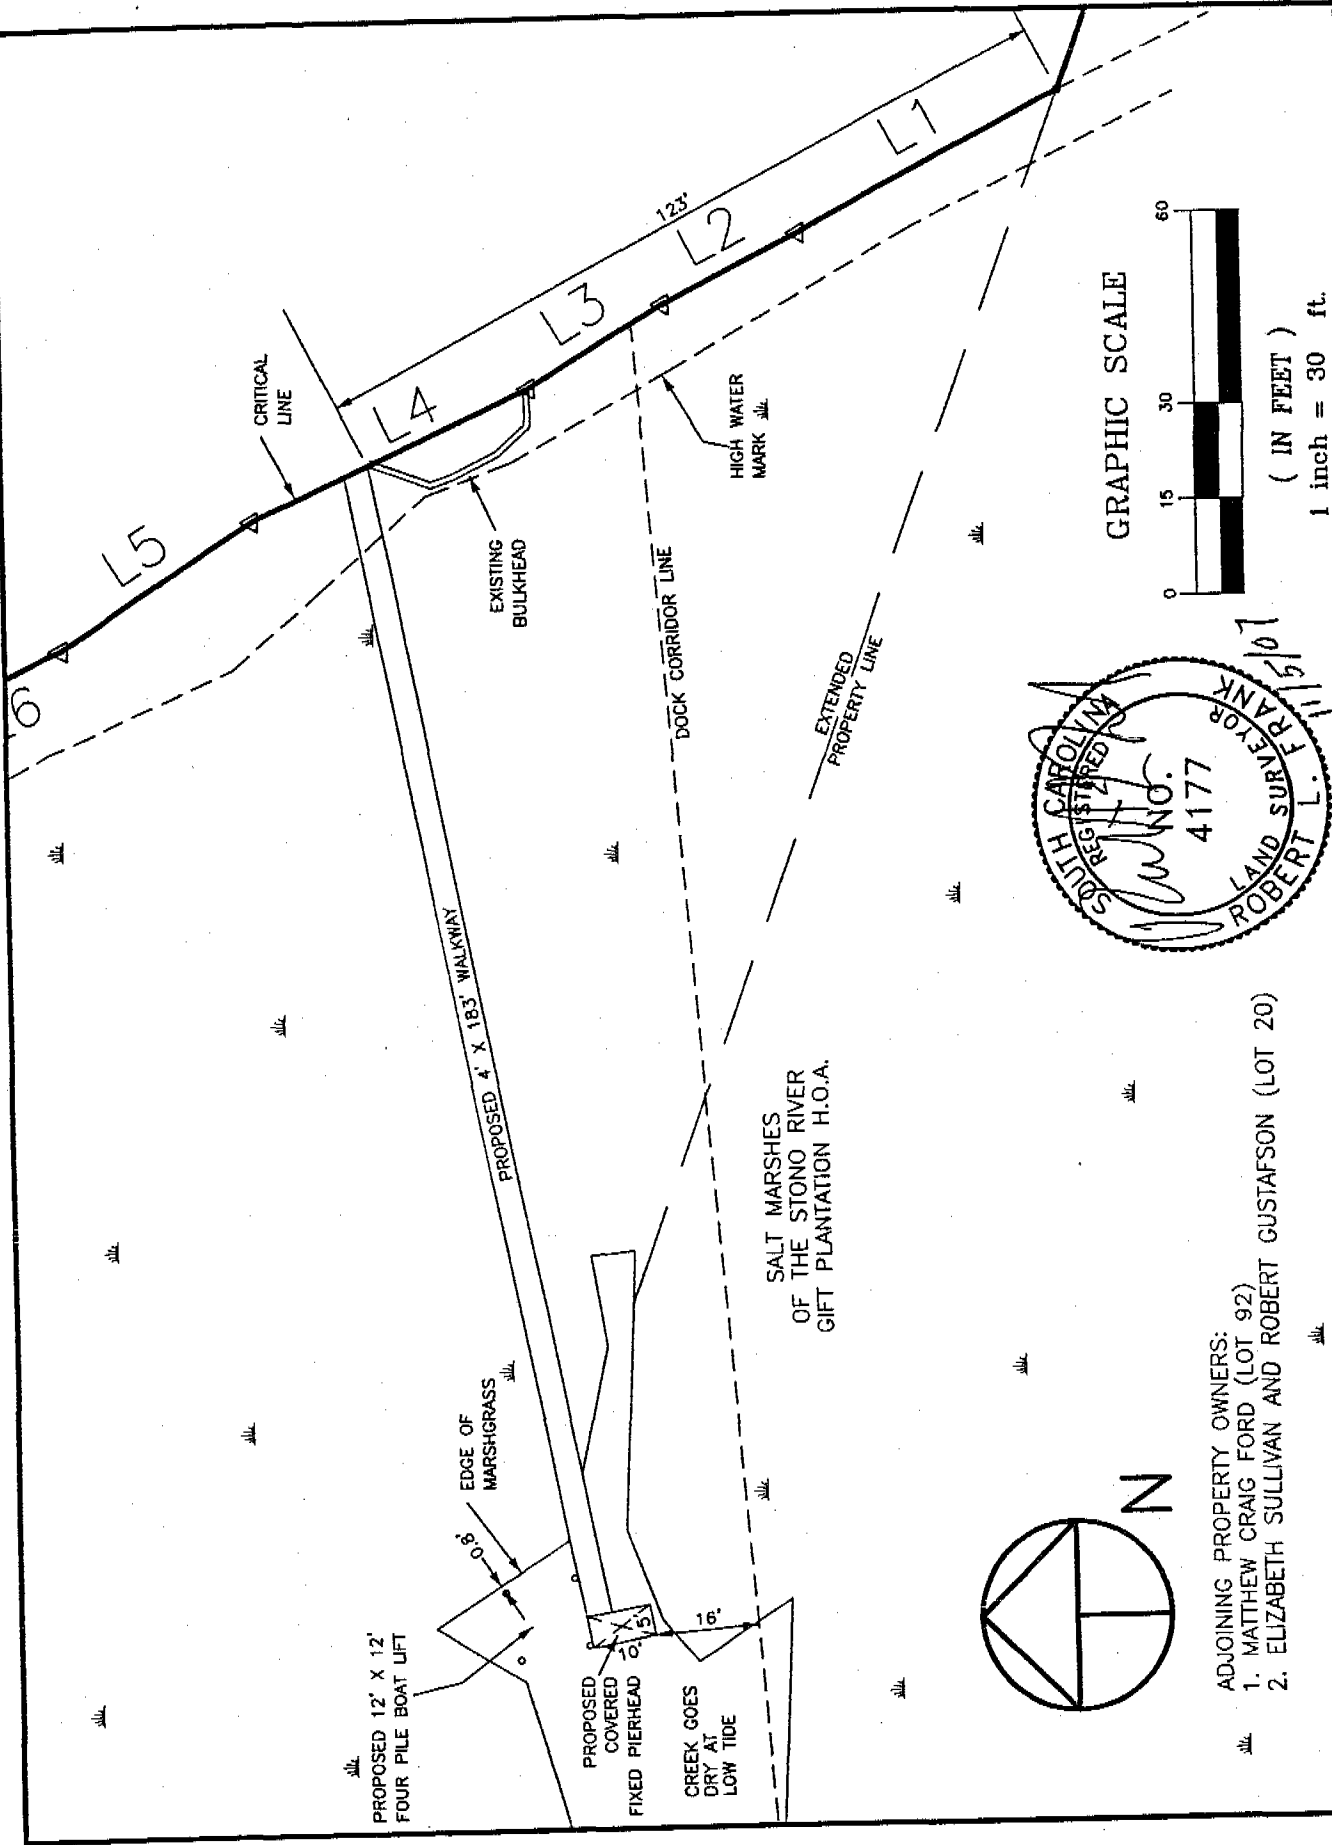 L6
L5
L4
L3
L2
L1
CRITICAL
LINE
123'
EXISTING
BULKHEAD
HIGH WATER
MARK
DOCK CORRIDOR LINE
EXTENDED
PROPERTY LINE
PROPOSED 4' X 183' WALKWAY
EDGE OF
MARSHGRASS
0.8'
PROPOSED 12' X 12'
FOUR PILE BOAT LIFT
PROPOSED
COVERED
FIXED PIERHEAD
10' X 15'
16'
CREEK GOES
DRY AT
LOW TIDE
SALT MARSHES
OF THE STONO RIVER
GIFT PLANTATION H.O.A.
N
ADJOINING PROPERTY OWNERS:
1. MATTHEW CRAIG FORD (LOT 92)
2. ELIZABETH SULLIVAN AND ROBERT GUSTAFSON (LOT 20)
SOUTH CAROLINA
REGISTERED
NO.
4177
LAND SURVEYOR
ROBERT L. FRANK
11/5/07
GRAPHIC SCALE
0 15 30 60
( IN FEET )
1 inch = 30 ft.